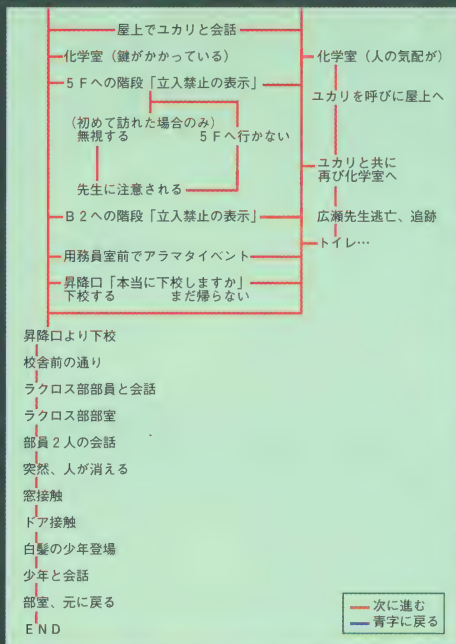 屋上でユカリと会話
化学室（鍵がかかっている）
5Fへの階段「立入禁止の表示」
（初めて訪れた場合のみ）
無視する　5Fへ行かない
先生に注意される
B2への階段「立入禁止の表示」
用務員室前でアラマタイベント
昇降口「本当に下校しますか」
下校する　まだ帰らない
化学室（人の気配が）
ユカリを呼びに屋上へ
ユカリと共に
再び化学室へ
広瀬先生逃亡、追跡
トイレ…
昇降口より下校
校舎前の通り
ラクロス部部員と会話
ラクロス部部室
部員2人の会話
突然、人が消える
窓接触
ドア接触
白髪の少年登場
少年と会話
部室、元に戻る
END
次に進む
青字に戻る